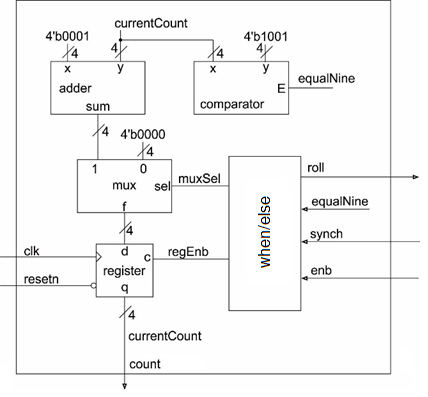 currentCount
4'b0001
4'b1001
4
4
4
4
x
y
x
y
adder
comparator
E
equalNine
sum
4
4'b0000
4
1
0
mux
sel
muxSel
f
4
when/else
roll
equalNine
synch
enb
clk
d
c
regEnb
register
resetn
q
4
currentCount
count